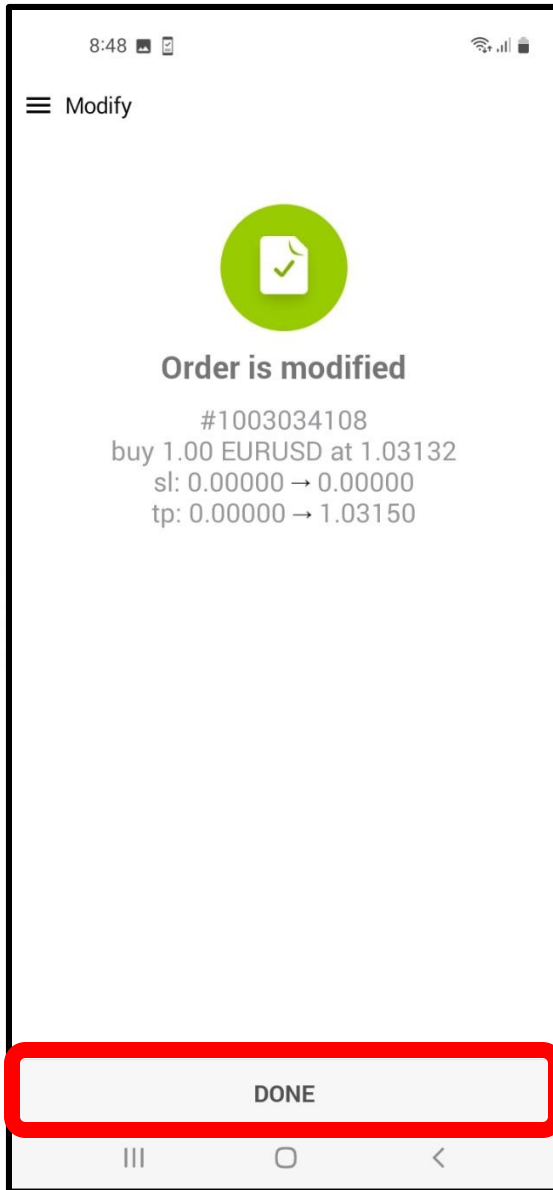 8:48
Modify
Order is modified
#1003034108
buy 1.00 EURUSD at 1.03132
sl: 0.00000 → 0.00000
tp: 0.00000 → 1.03150
DONE